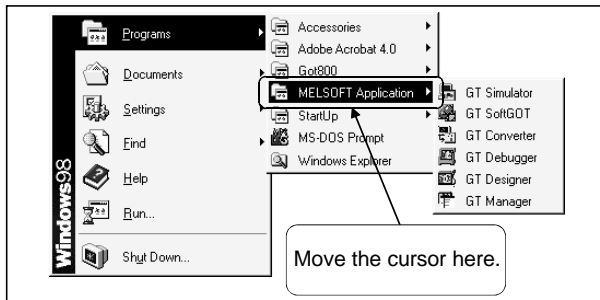 Programs
Documents
Settings
Find
Help
Run...
Shut Down...
Windows98
Accessories
Adobe Acrobat 4.0
Got800
MELSOFT Application
StartUp
MS-DOS Prompt
Windows Explorer
GT Simulator
GT SoftGOT
GT Converter
GT Debugger
GT Designer
GT Manager
Move the cursor here.